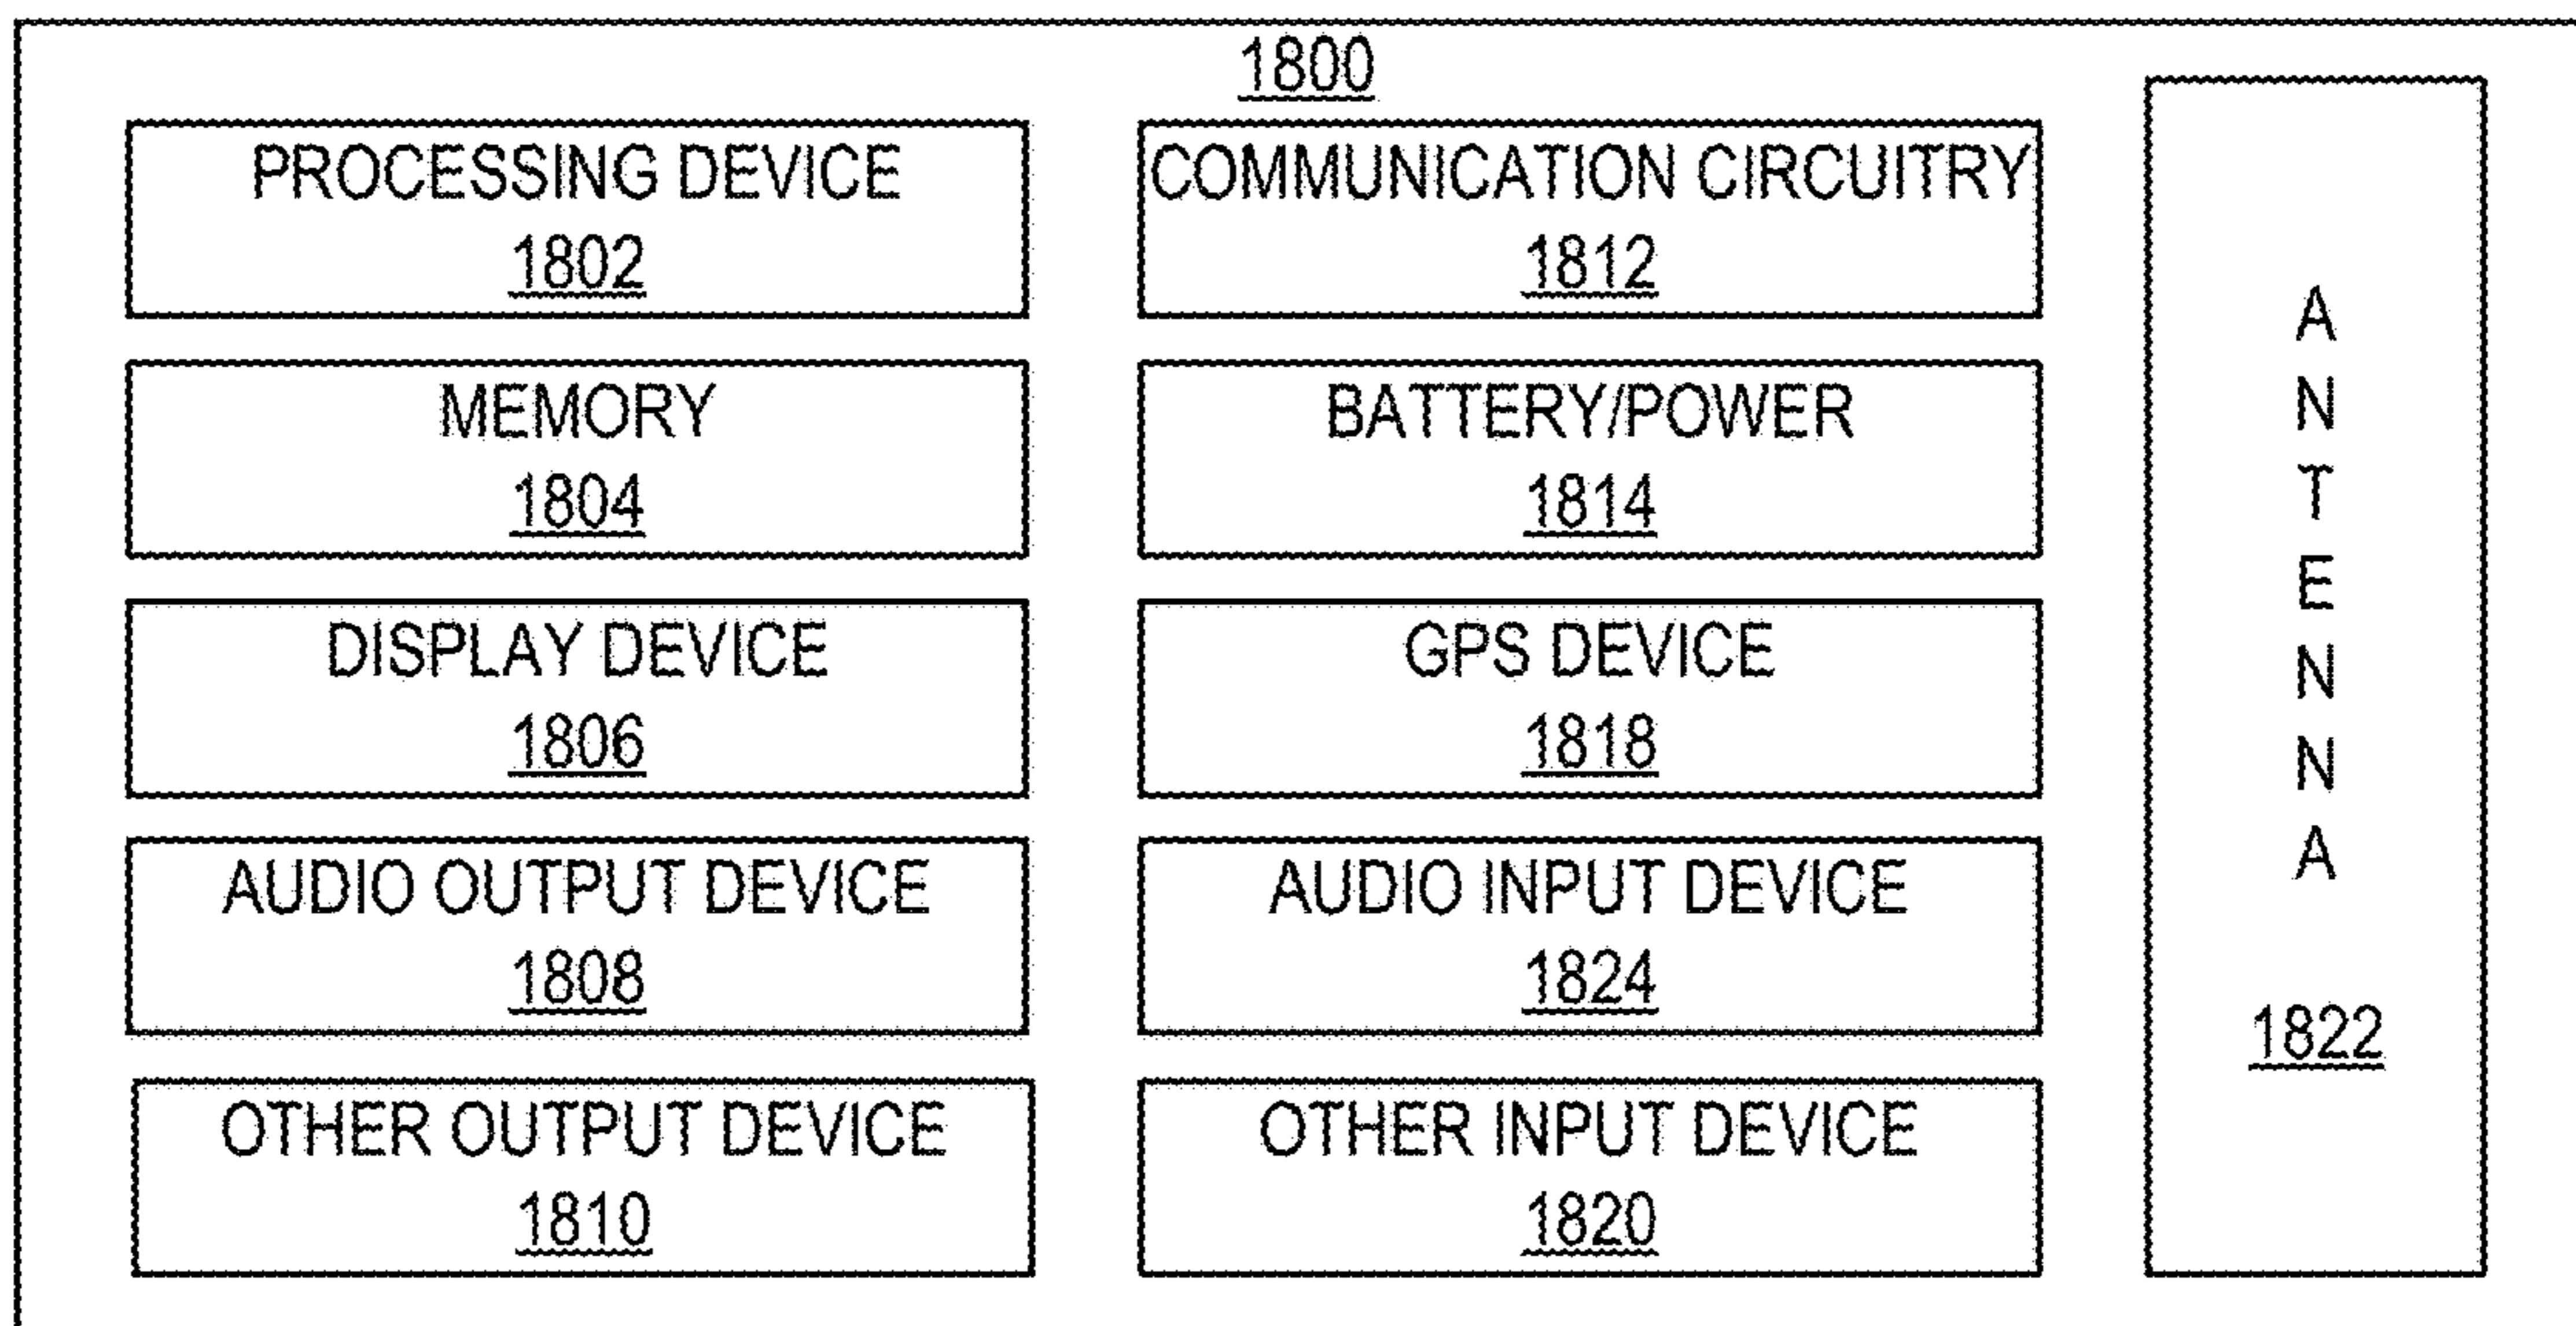 1800
PROCESSING DEVICE
1802
COMMUNICATION CIRCUITRY
1812
MEMORY
1804
BATTERY/POWER
1814
DISPLAY DEVICE
1806
GPS DEVICE
1818
AUDIO OUTPUT DEVICE
1808
AUDIO INPUT DEVICE
1824
OTHER OUTPUT DEVICE
1810
OTHER INPUT DEVICE
1820
ANTENNA
1822